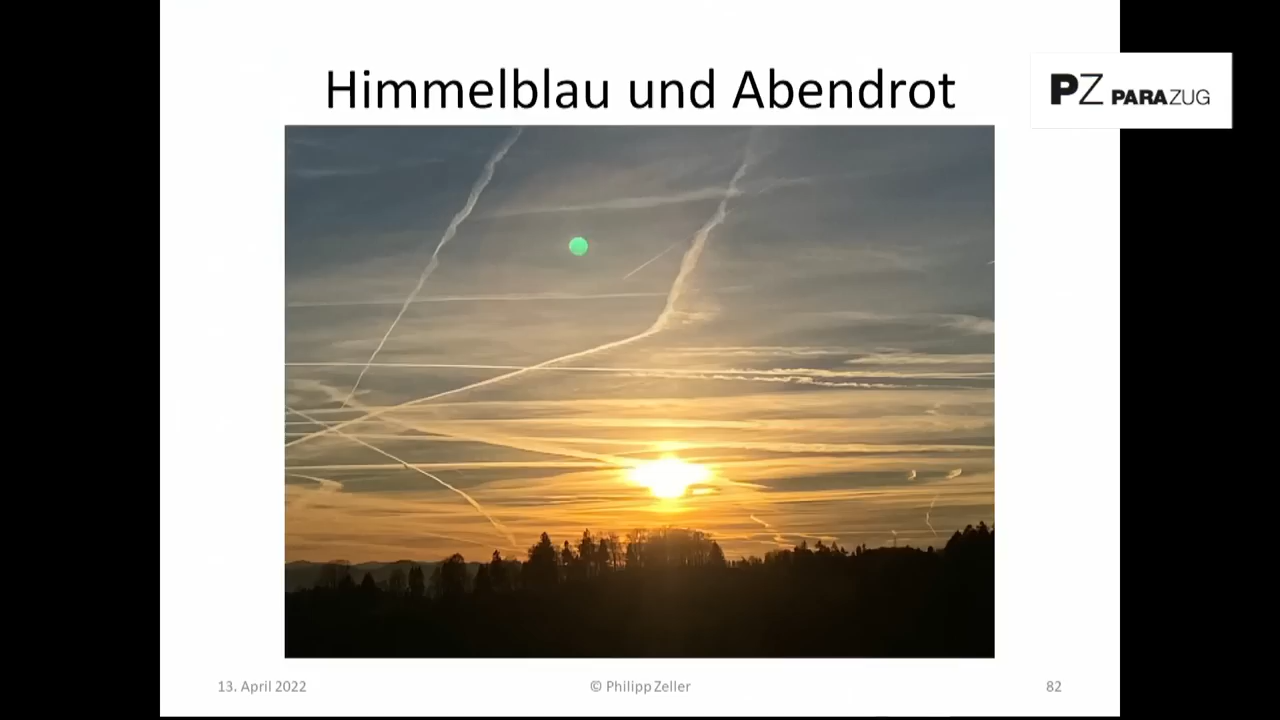 Himmelblau und Abendrot
PZ PARAZUG
13. April 2022
© Philipp Zeller
82